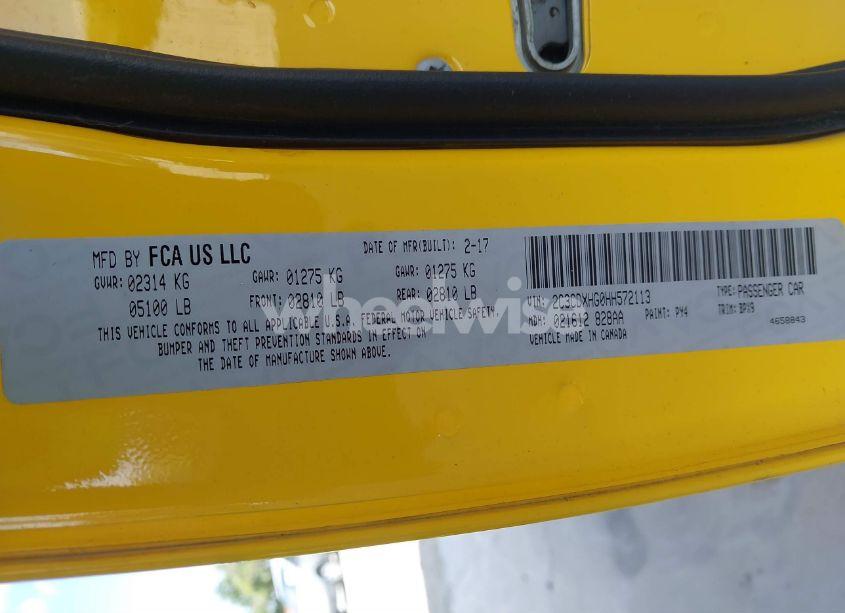 MFD BY FCA US LLC
DATE OF MFR(BUILT): 2-17
GVWR: 02314 KG
GAWR: 01275 KG
GAWR: 01275 KG
05100 LB
FRONT: 02810 LB
REAR: 02810 LB
THIS VEHICLE CONFORMS TO ALL APPLICABLE U.S.A. FEDERAL MOTOR VEHICLE SAFETY,
BUMPER AND THEFT PREVENTION STANDARDS IN EFFECT ON
THE DATE OF MANUFACTURE SHOWN ABOVE.
VIN: 2C3CDXHG0HH572113
TYPE: PASSENGER CAR
MDH: 021612 828AA
PAINT: PY4
TRIM: BPX9
VEHICLE MADE IN CANADA
4658843
wheelwise